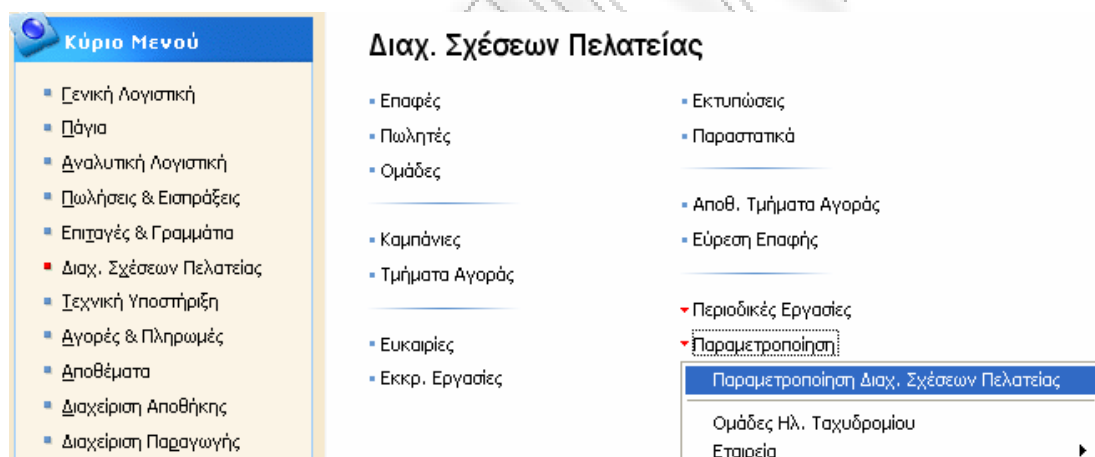 Κύριο Μενού
Γενική Λογιστική
Πάγια
Αναλυτική Λογιστική
Πωλήσεις & Εισπράξεις
Επιταγές & Γραμμάτια
Διαχ. Σχέσεων Πελατείας
Τεχνική Υποστήριξη
Αγορές & Πληρωμές
Αποθέματα
Διαχείριση Αποθήκης
Διαχείριση Παραγωγής
Διαχ. Σχέσεων Πελατείας
Επαφές
Πωλητές
Ομάδες
Καμπάνιες
Τμήματα Αγοράς
Ευκαιρίες
Εκκρ. Εργασίες
Εκτυπώσεις
Παραστατικά
Αποθ. Τμήματα Αγοράς
Εύρεση Επαφής
Περιοδικές Εργασίες
Παραμετροποίηση
Παραμετροποίηση Διαχ. Σχέσεων Πελατείας
Ομάδες Ηλ. Ταχυδρομίου
Εταιρεία